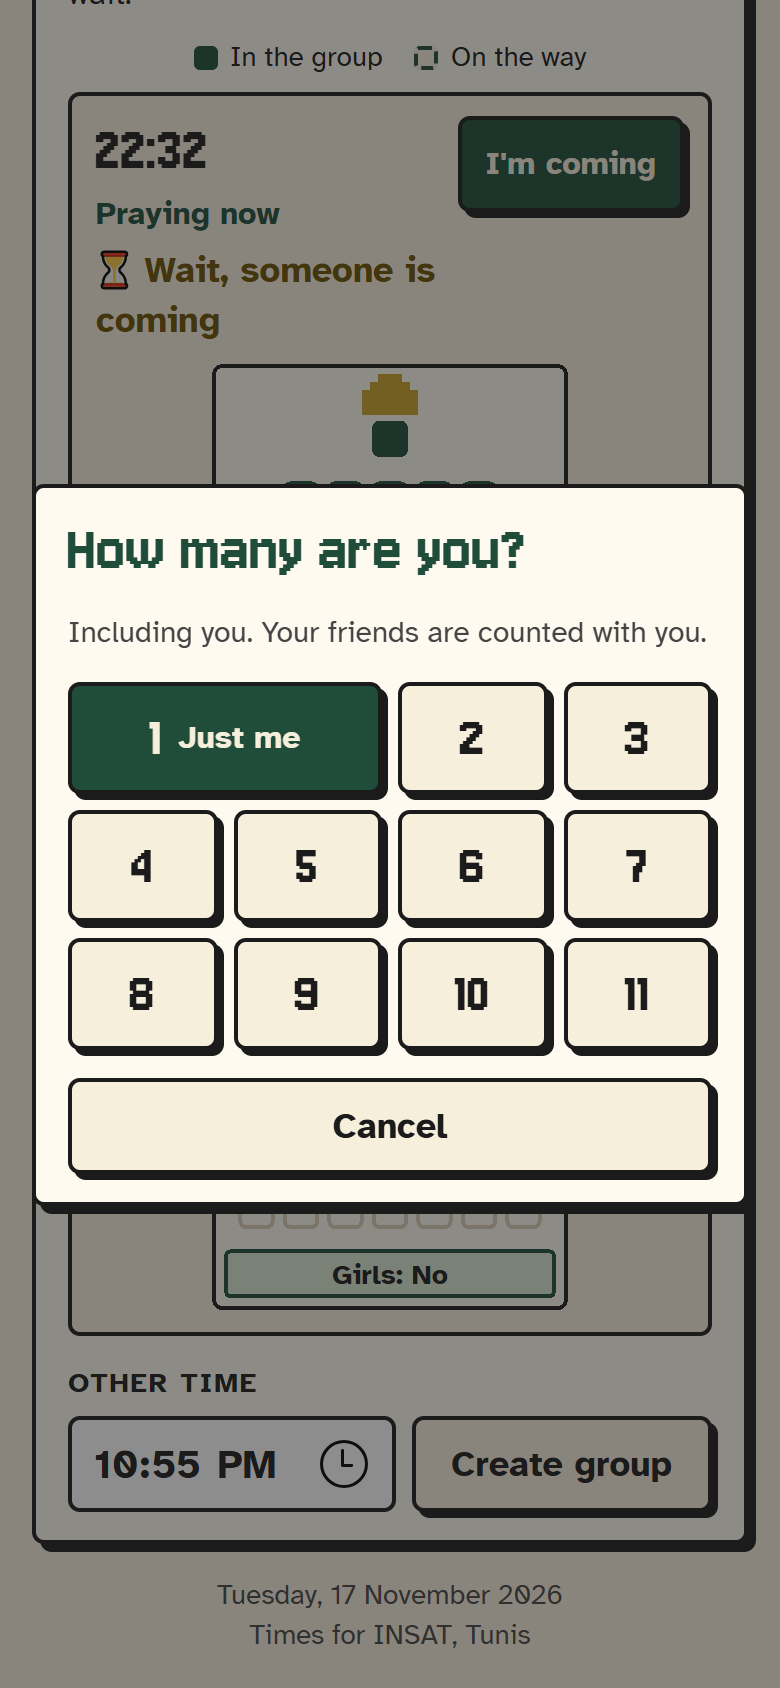 In the group
On the way
22:32
I'm coming
Praying now
⏳ Wait, someone is
coming
How many are you?
Including you. Your friends are counted with you.
1 Just me
2
3
4
5
6
7
8
9
10
11
Cancel
Girls: No
OTHER TIME
10:55 PM
Create group
Tuesday, 17 November 2026
Times for INSAT, Tunis